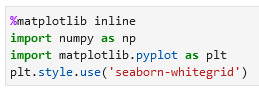 %matplotlib inline
import numpy as np
import matplotlib.pyplot as plt
plt.style.use('seaborn-whitegrid')